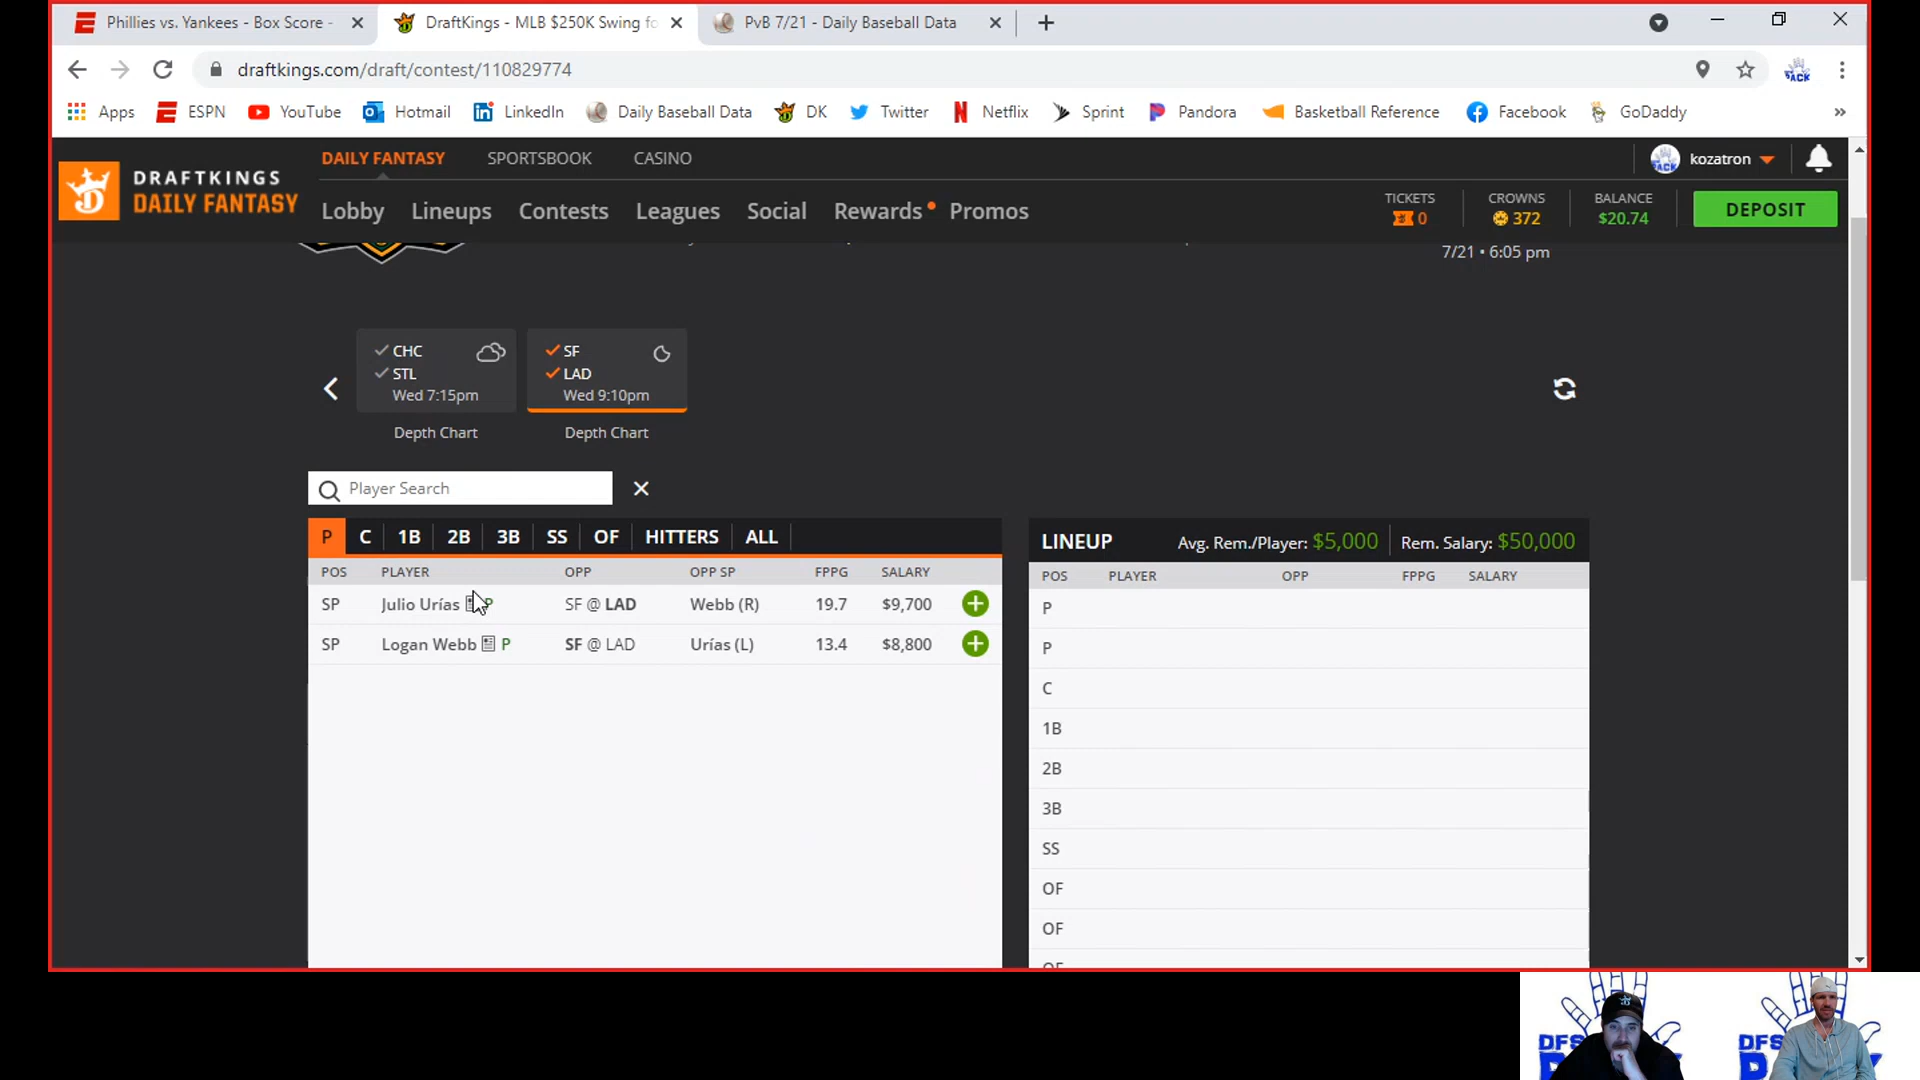 Phillies vs. Yankees - Box Score -
DraftKings - MLB $250K Swing fo
PvB 7/21 - Daily Baseball Data
draftkings.com/draft/contest/110829774
Apps ESPN YouTube Hotmail LinkedIn Daily Baseball Data DK Twitter Netflix Sprint Pandora Basketball Reference Facebook GoDaddy »
DRAFTKINGS
DAILY FANTASY
DAILY FANTASY SPORTSBOOK CASINO
kozatron
Lobby Lineups Contests Leagues Social Rewards Promos
TICKETS CROWNS BALANCE
0 372 $20.74
DEPOSIT
7/21 • 6:05 pm
CHC
STL
Wed 7:15pm
Depth Chart
SF
LAD
Wed 9:10pm
Depth Chart
Player Search
P C 1B 2B 3B SS OF HITTERS ALL
POS PLAYER OPP OPP SP FPPG SALARY
SP Julio Urías P SF @ LAD Webb (R) 19.7 $9,700
SP Logan Webb P SF @ LAD Urías (L) 13.4 $8,800
LINEUP Avg. Rem./Player: $5,000 Rem. Salary: $50,000
POS PLAYER OPP FPPG SALARY
P
P
C
1B
2B
3B
SS
OF
OF
OF
DFS
DFS